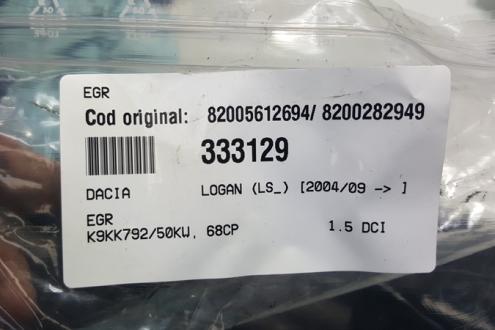 EGR
Cod original: 82005612694/ 8200282949
333129
DACIA LOGAN (LS_) [2004/09 -> ]
EGR
K9KK792/50KW, 68CP 1.5 DCI